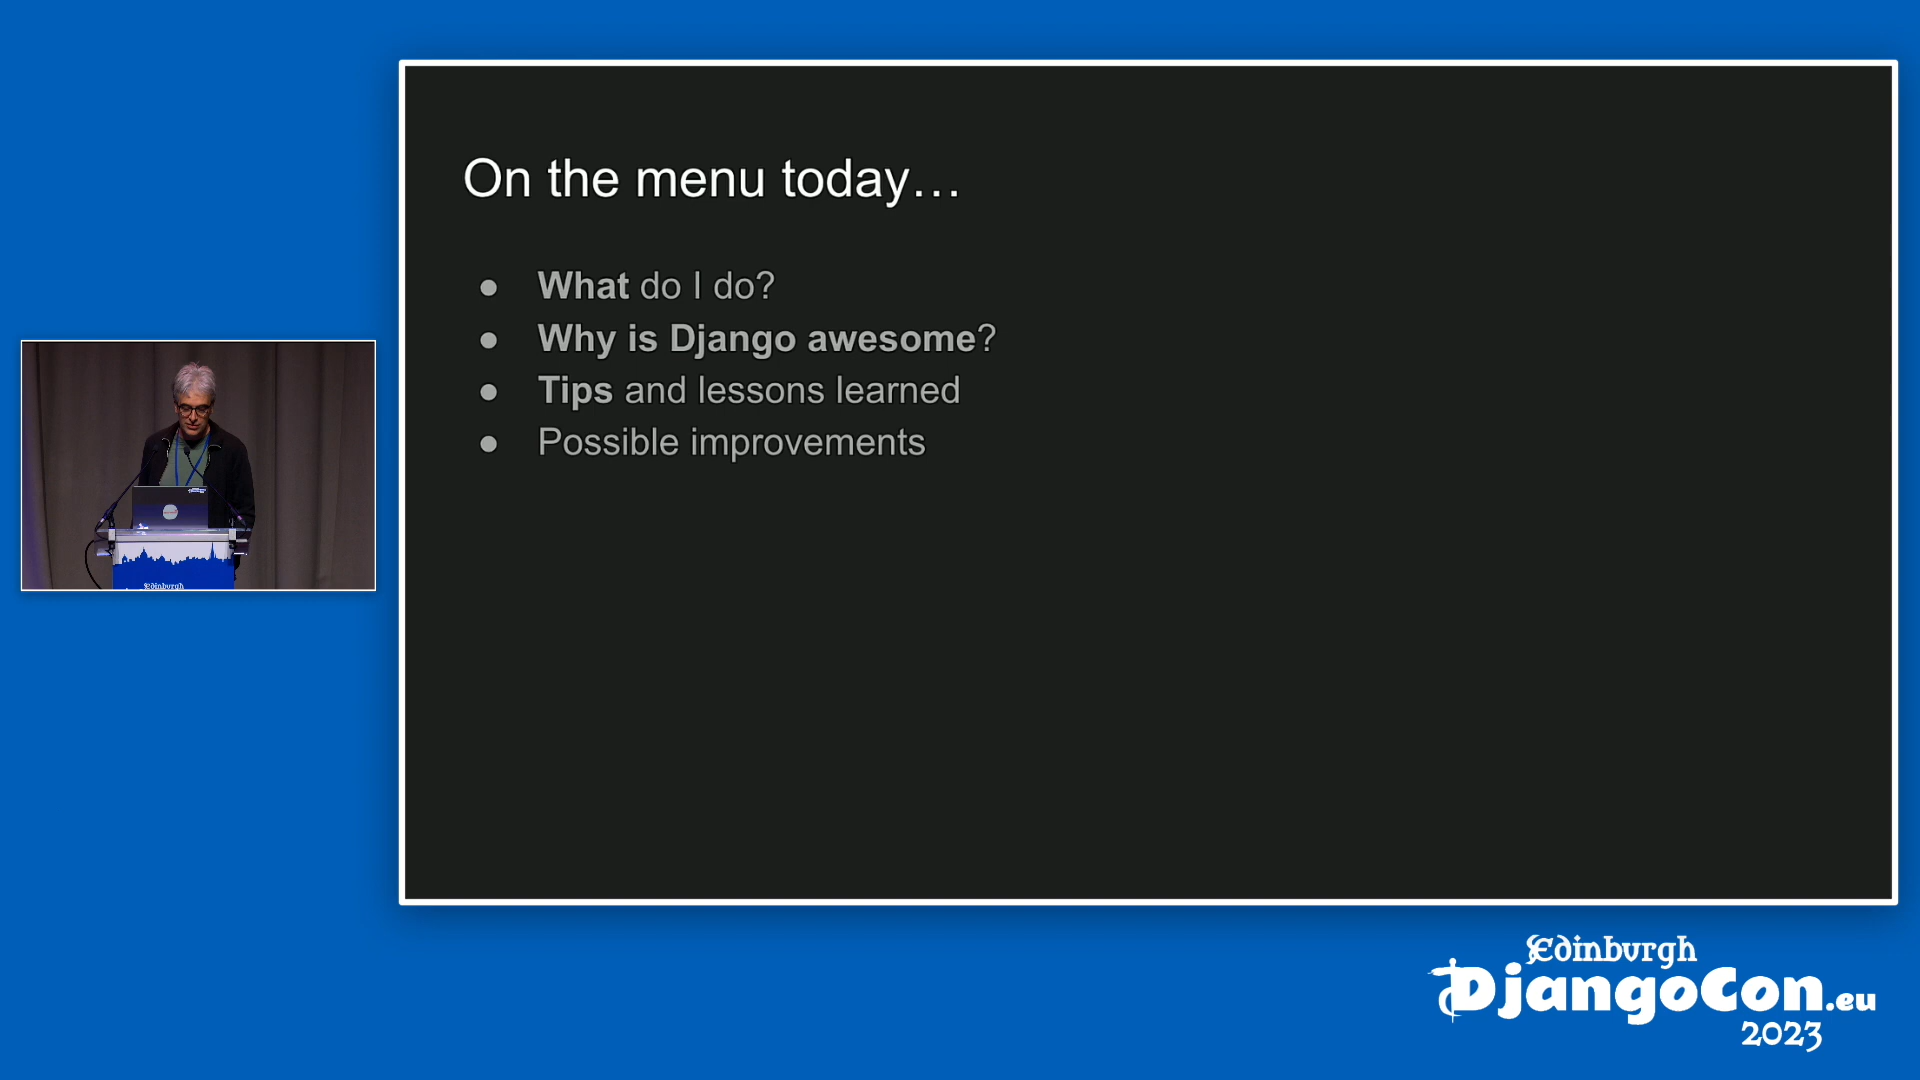 On the menu today…
● What do I do?
● Why is Django awesome?
● Tips and lessons learned
● Possible improvements
Edinburgh
Edinburgh
DjangoCon.eu
2023